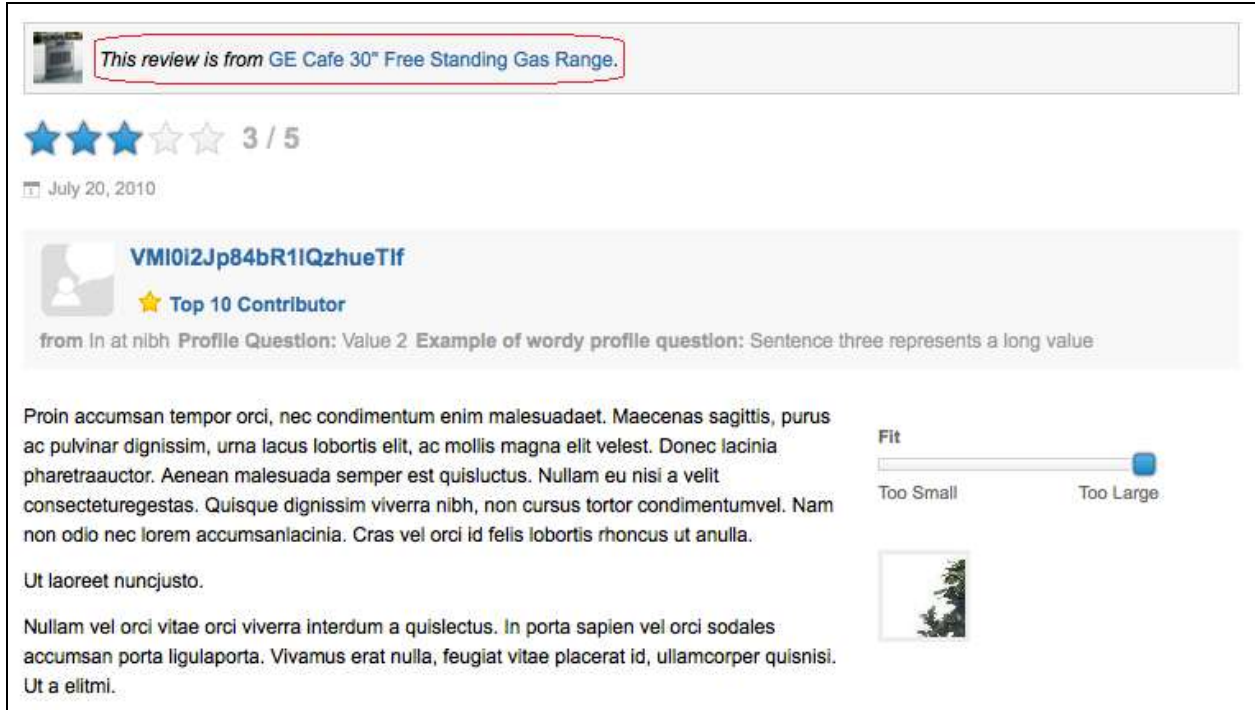 This review is from GE Cafe 30" Free Standing Gas Range.
3 / 5
July 20, 2010
VMI0i2Jp84bR1IQzhueTIf
Top 10 Contributor
from In at nibh Profile Question: Value 2 Example of wordy profile question: Sentence three represents a long value
Proin accumsan tempor orci, nec condimentum enim malesuadaet. Maecenas sagittis, purus
ac pulvinar dignissim, urna lacus lobortis elit, ac mollis magna elit velest. Donec lacinia
pharetraauctor. Aenean malesuada semper est quisluctus. Nullam eu nisi a velit
consecteturegestas. Quisque dignissim viverra nibh, non cursus tortor condimentumvel. Nam
non odio nec lorem accumsanlacinia. Cras vel orci id felis lobortis rhoncus ut anulla.
Ut laoreet nuncjusto.
Nullam vel orci vitae orci viverra interdum a quislectus. In porta sapien vel orci sodales
accumsan porta ligulaporta. Vivamus erat nulla, feugiat vitae placerat id, ullamcorper quisnisi.
Ut a elitmi.
Fit
Too Small Too Large